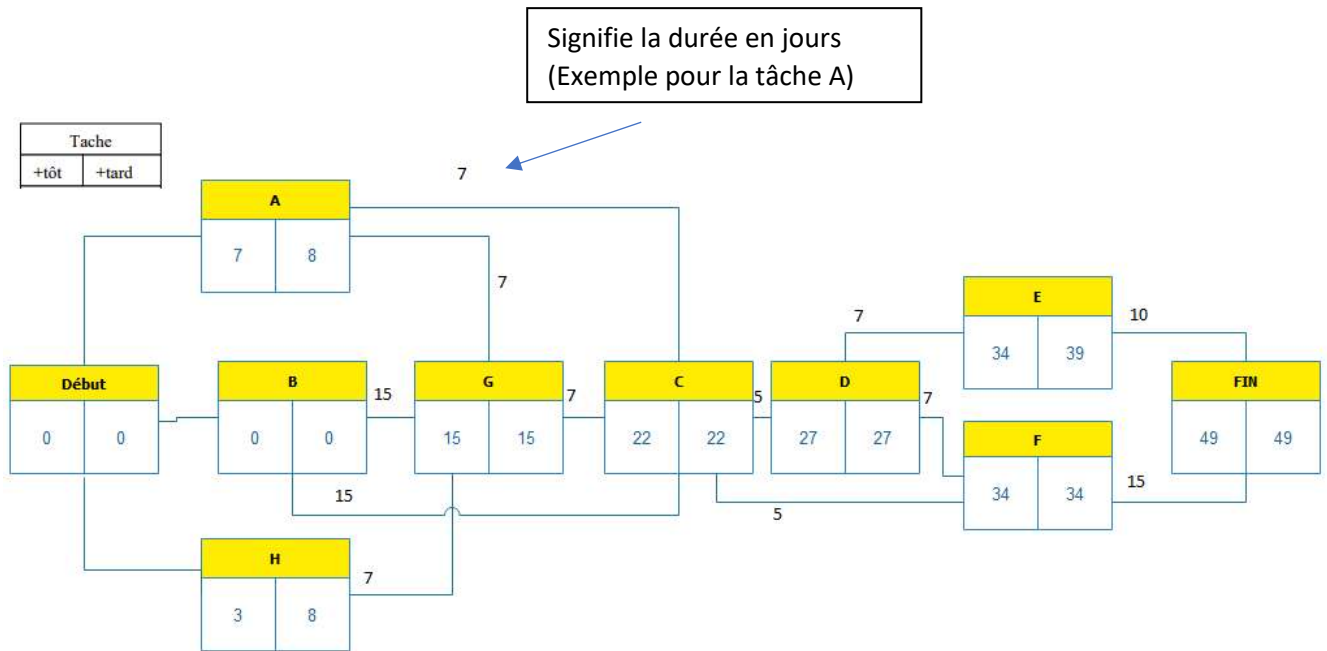 Signifie la durée en jours
(Exemple pour la tâche A)
Tache
+tôt +tard
7
A
7 8
7
E
7 10
34 39
Début B G C D FIN
15 7 5 7
0 0 0 0 15 15 22 22 27 27 49 49
F
15 5 34 34 15
H
7
3 8